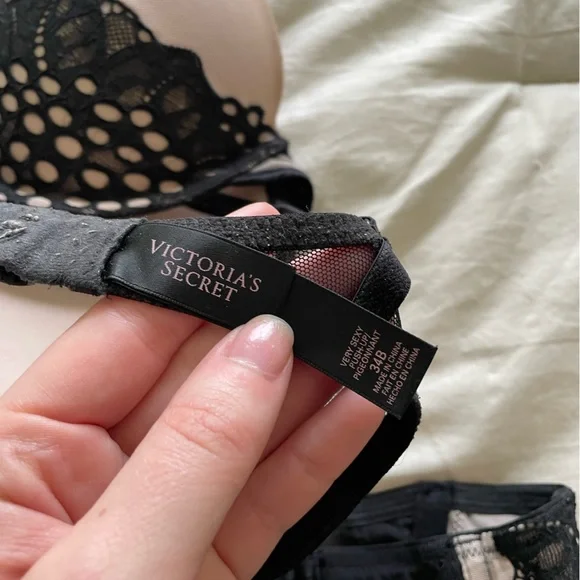 VICTORIA'S
SECRET
VERY SEXY
PUSH-UP/
PIGEONNANT
34B
MADE IN CHINA
FAIT EN CHINE
HECHO EN CHINA